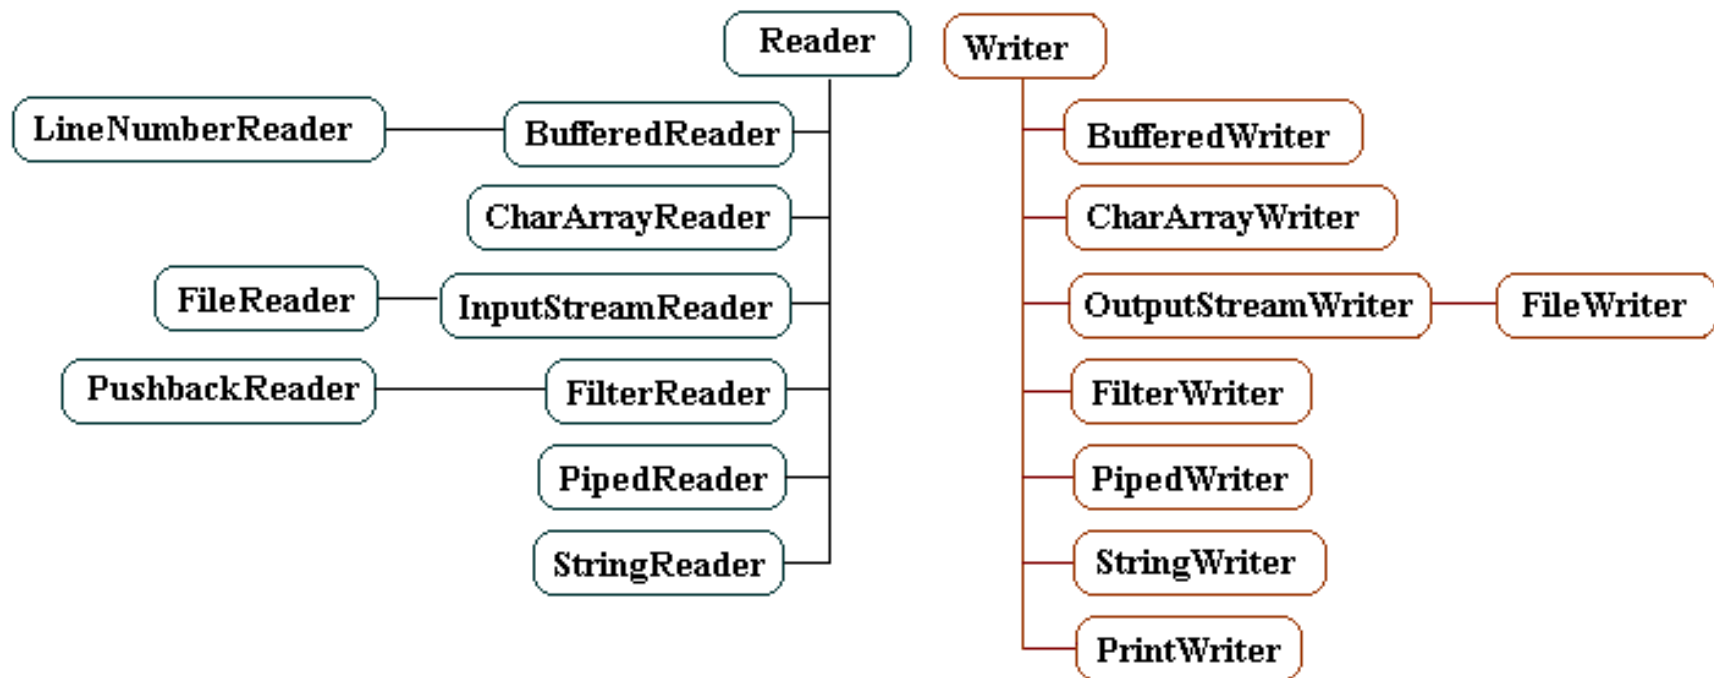 Reader
Writer
LineNumberReader
BufferedReader
BufferedWriter
CharArrayReader
CharArrayWriter
FileReader
InputStreamReader
OutputStreamWriter
FileWriter
PushbackReader
FilterReader
FilterWriter
PipedReader
PipedWriter
StringReader
StringWriter
PrintWriter